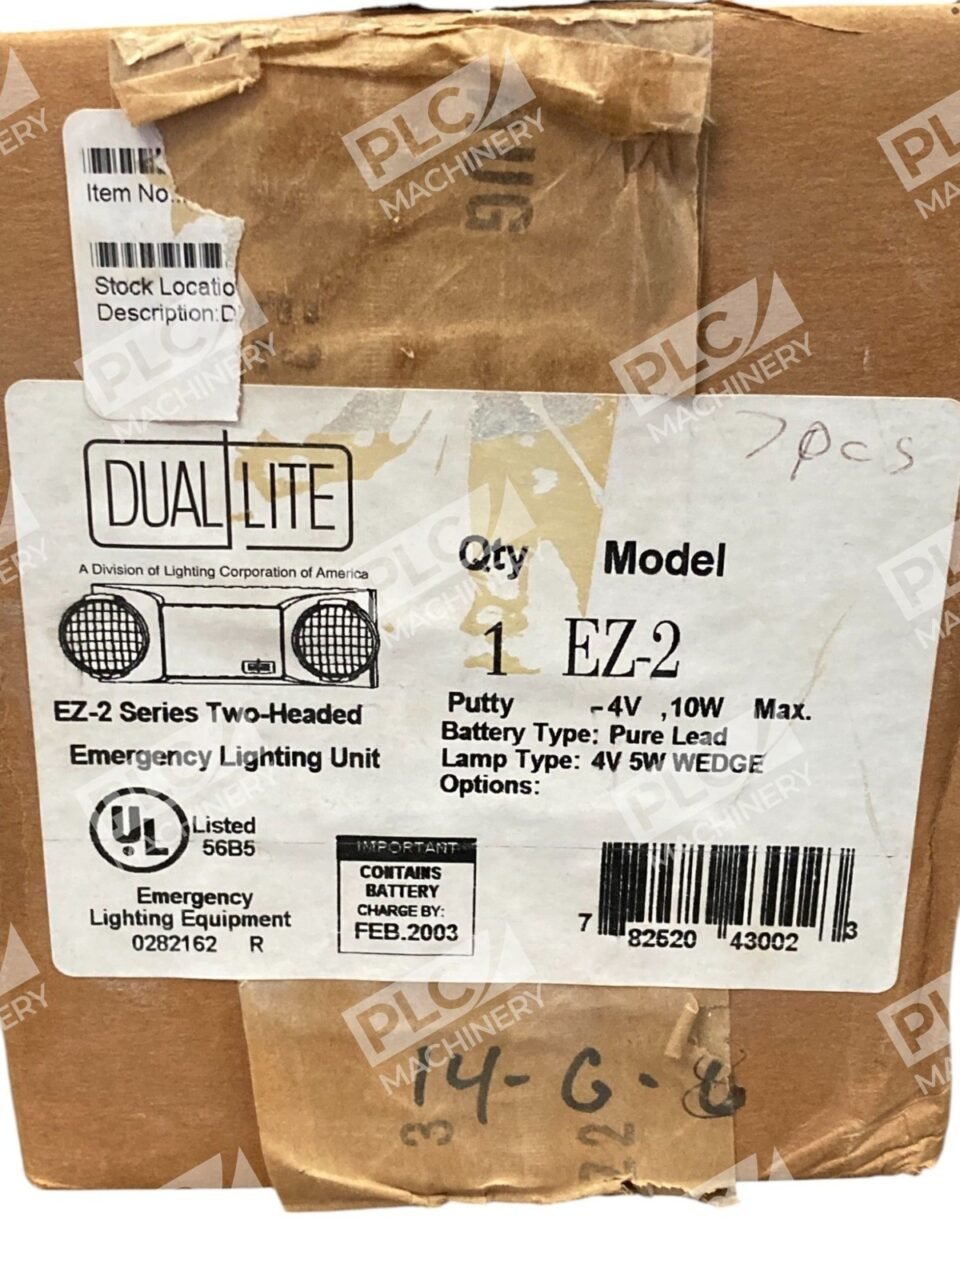 Item No.:
Stock Locatio
Description:D
7 pcs
DUAL LITE
A Division of Lighting Corporation of America
EZ-2 Series Two-Headed
Emergency Lighting Unit
Qty Model
1 EZ-2
Putty - 4V ,10W Max.
Battery Type: Pure Lead
Lamp Type: 4V 5W WEDGE
Options:
UL
Listed
56B5
Emergency
Lighting Equipment
0282162 R
IMPORTANT
CONTAINS
BATTERY
CHARGE BY:
FEB.2003
7 82520 43002 3
14-G-
PLC MACHINERY